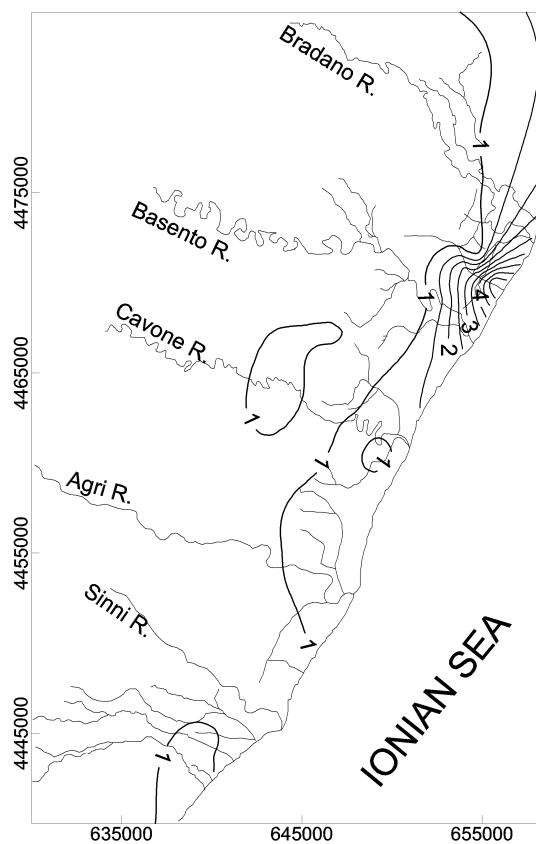 Bradano R.
1
4475000
Basento R.
1
4
3
2
Cavone R.
4465000
1
1
1
Agri R.
4455000
Sinni R.
1
IONIAN SEA
4445000
1
635000
645000
655000